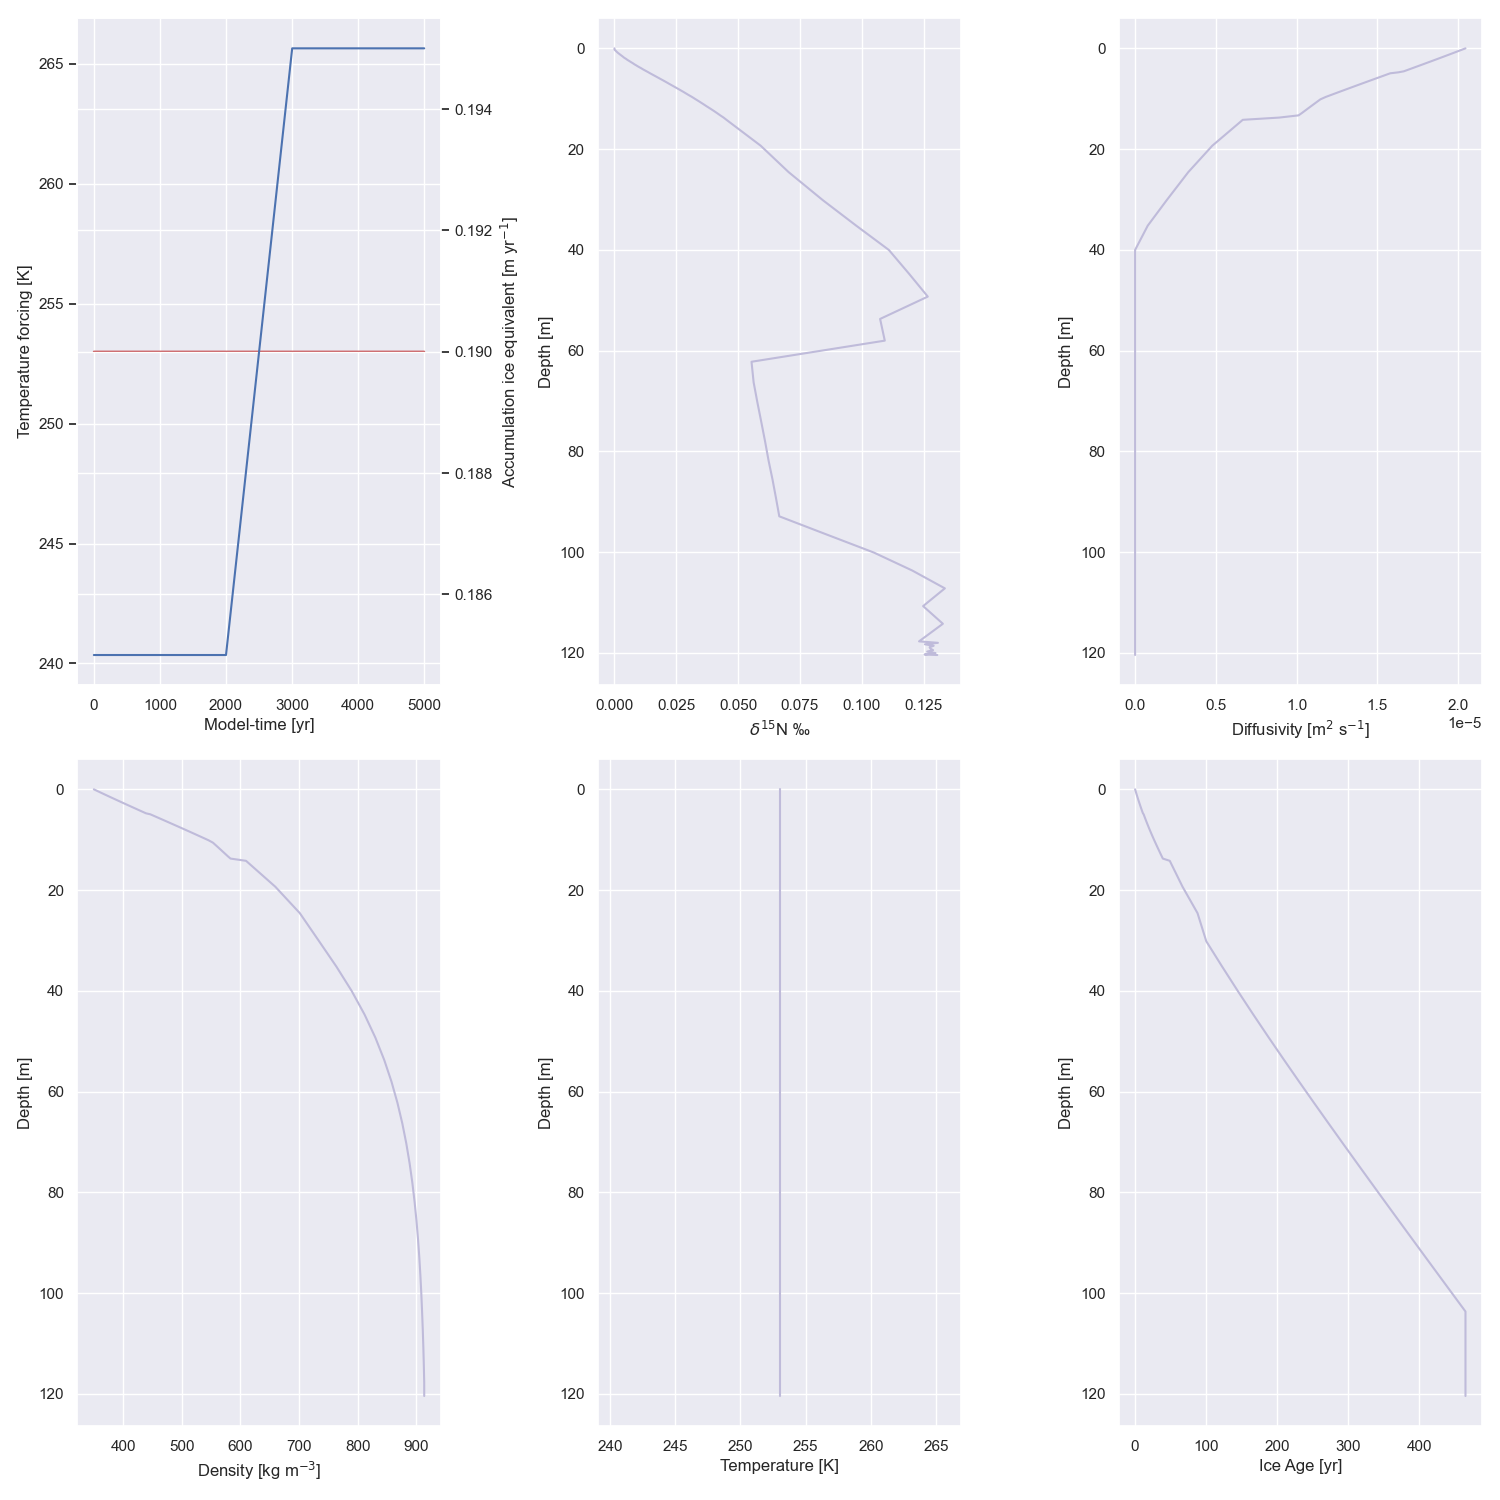 265
260
255
250
245
240
Temperature forcing [K]
0 1000 2000 3000 4000 5000
Model-time [yr]
0.194
0.192
0.190
0.188
0.186
Accumulation ice equivalent [m yr⁻¹]
0
20
40
60
80
100
120
Depth [m]
0.000 0.025 0.050 0.075 0.100 0.125
δ¹⁵N ‰
0
20
40
60
80
100
120
Depth [m]
0.0 0.5 1.0 1.5 2.0
1e−5
Diffusivity [m² s⁻¹]
0
20
40
60
80
100
120
Depth [m]
400 500 600 700 800 900
Density [kg m⁻³]
0
20
40
60
80
100
120
Depth [m]
240 245 250 255 260 265
Temperature [K]
0
20
40
60
80
100
120
Depth [m]
0 100 200 300 400
Ice Age [yr]